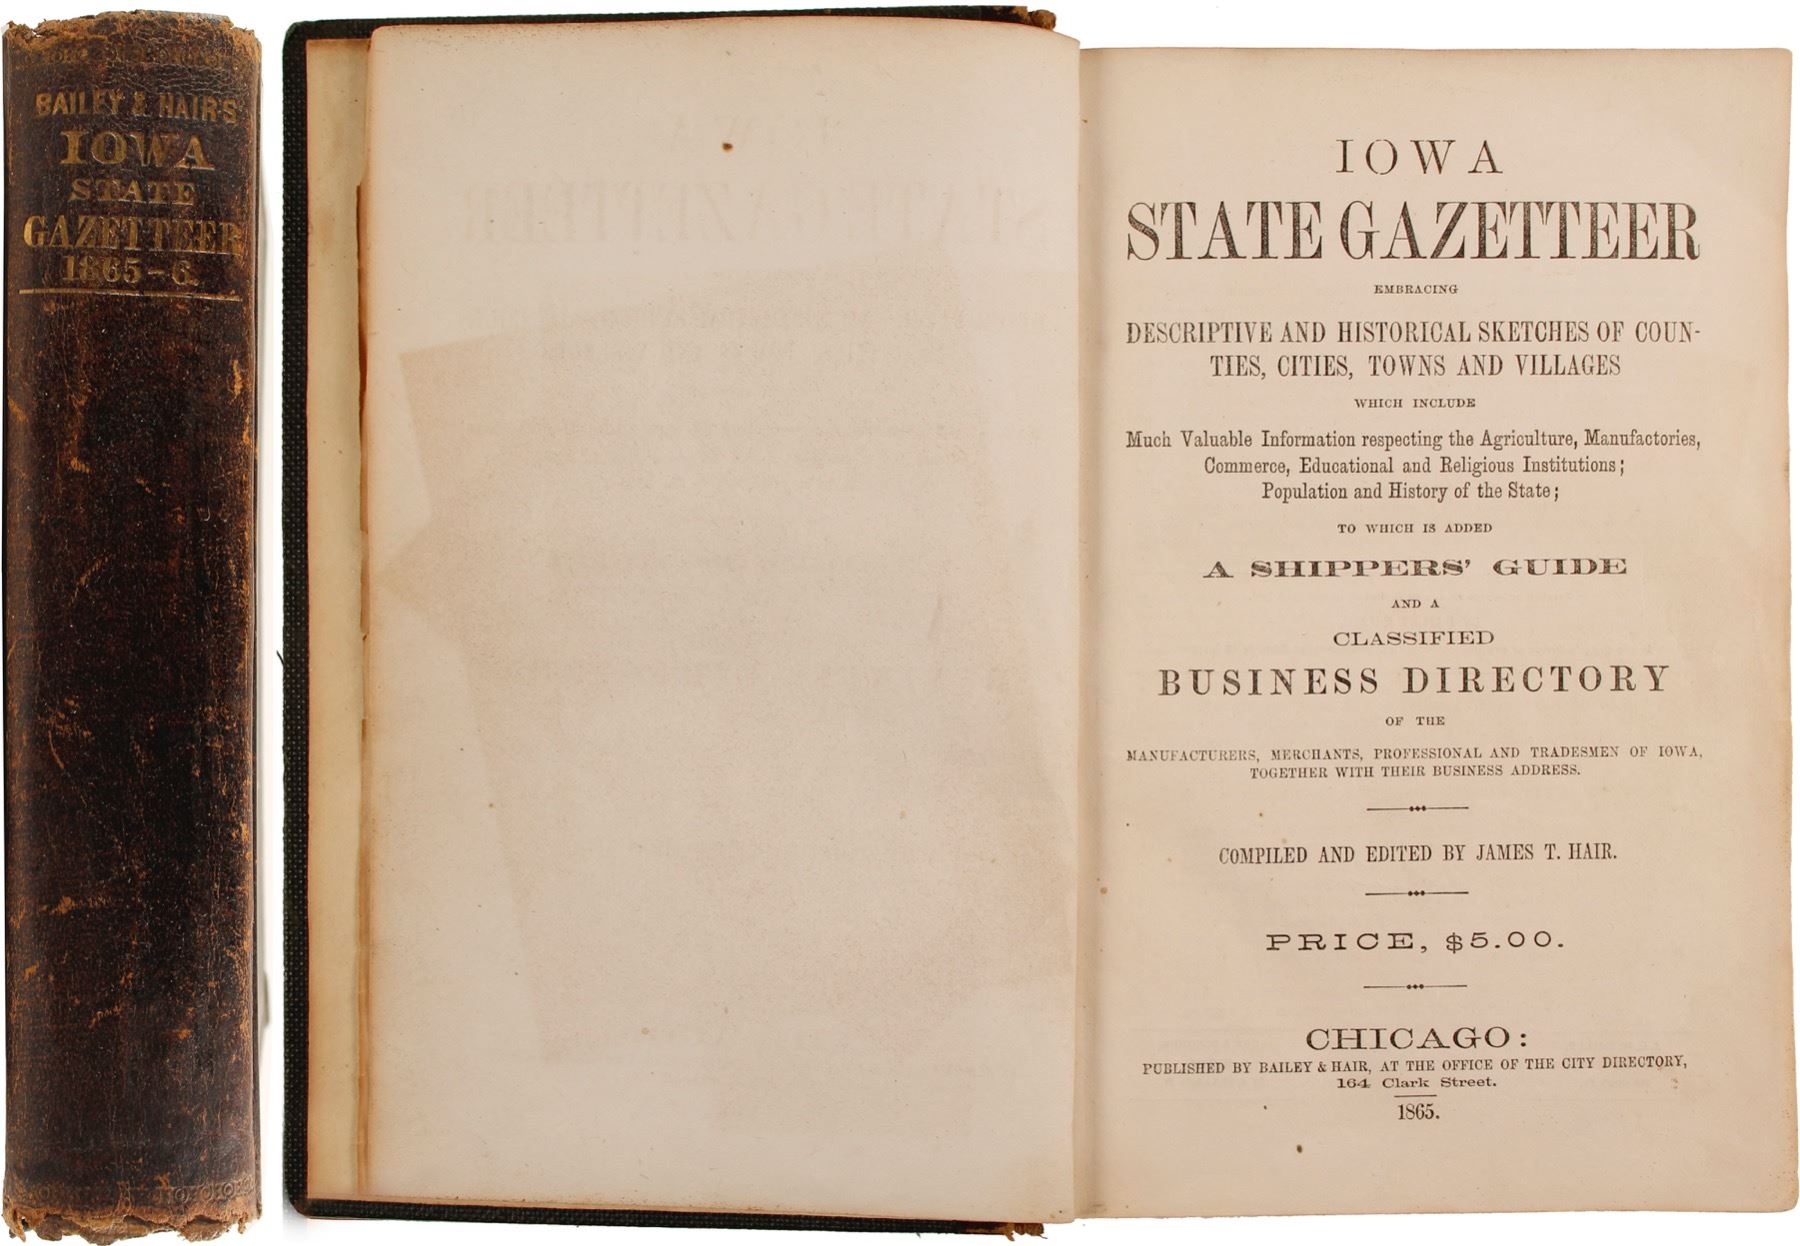 BAILEY & HAIR'S
IOWA
STATE
GAZETTEER
1865-6.
IOWA
STATE GAZETTEER
EMBRACING
DESCRIPTIVE AND HISTORICAL SKETCHES OF COUN-
TIES, CITIES, TOWNS AND VILLAGES
WHICH INCLUDE
Much Valuable Information respecting the Agriculture, Manufactories,
Commerce, Educational and Religious Institutions;
Population and History of the State;
TO WHICH IS ADDED
A SHIPPERS' GUIDE
AND A
CLASSIFIED
BUSINESS DIRECTORY
OF THE
MANUFACTURERS, MERCHANTS, PROFESSIONAL AND TRADESMEN OF IOWA,
TOGETHER WITH THEIR BUSINESS ADDRESS.
COMPILED AND EDITED BY JAMES T. HAIR.
PRICE, $5.00.
CHICAGO:
PUBLISHED BY BAILEY & HAIR, AT THE OFFICE OF THE CITY DIRECTORY,
164 Clark Street.
1865.